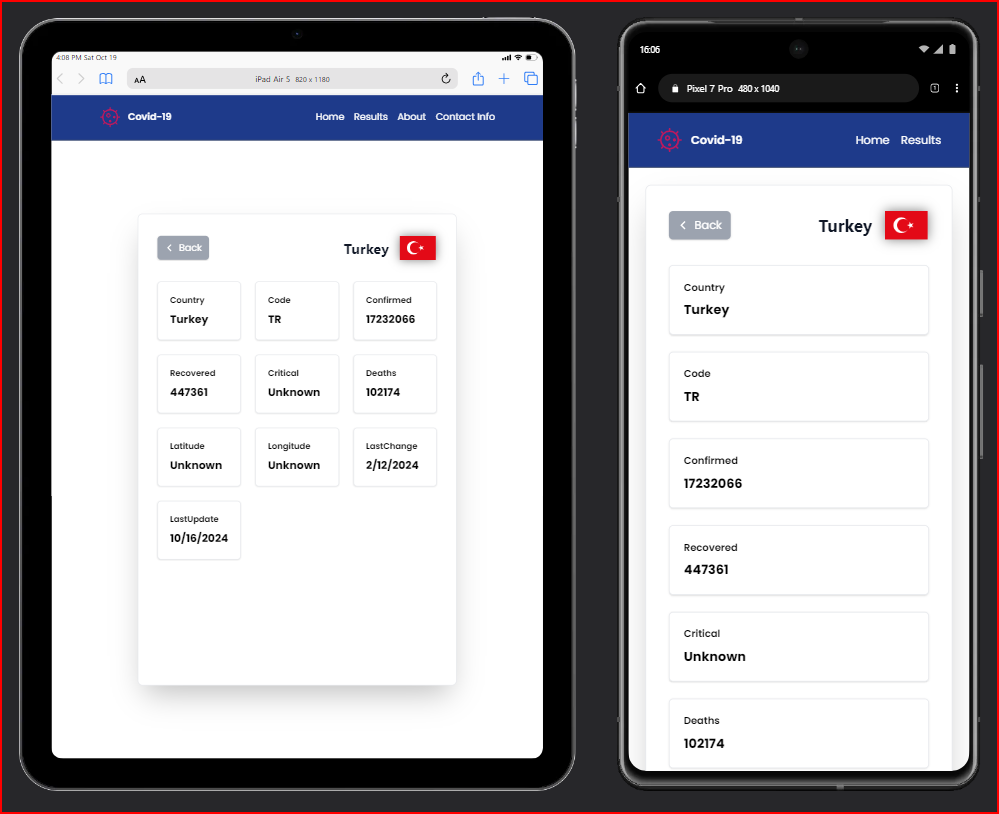 4:08 PM Sat Oct 19
AA
iPad Air 5 820 x 1180
Covid-19
Home Results About Contact Info
Back
Turkey
Country Code Confirmed
Turkey TR 17232066
Recovered Critical Deaths
447361 Unknown 102174
Latitude Longitude LastChange
Unknown Unknown 2/12/2024
LastUpdate
10/16/2024
16:06
Pixel 7 Pro 480 x 1040
1
Covid-19
Home Results
Back
Turkey
Country
Turkey
Code
TR
Confirmed
17232066
Recovered
447361
Critical
Unknown
Deaths
102174